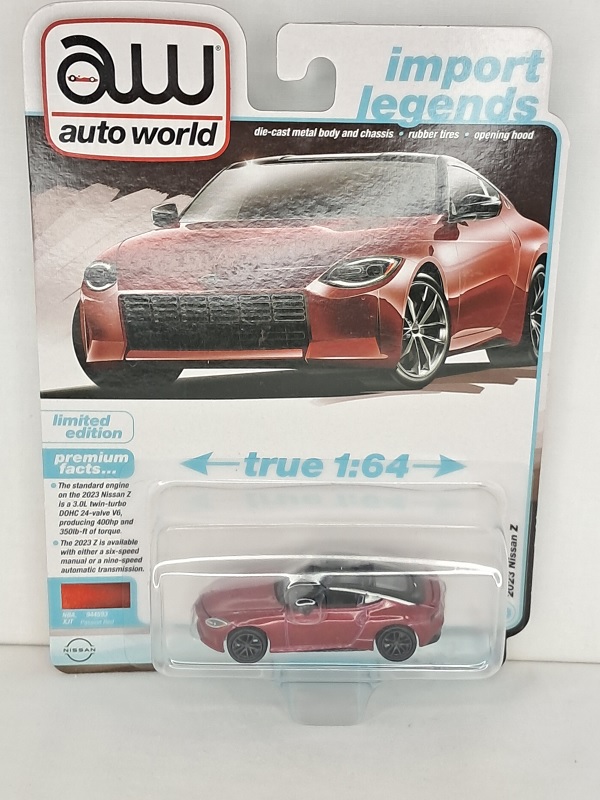 aw®
auto world
import
legends
die-cast metal body and chassis • rubber tires • opening hood
limited
edition
premium
facts...
• The standard engine
on the 2023 Nissan Z
is a 3.0L twin-turbo
DOHC 24-valve V6,
producing 400hp and
350lb-ft of torque.
• The 2023 Z is available
with either a six-speed
manual or a nine-speed
automatic transmission.
true 1:64
2023 Nissan Z
Passion Red
NISSAN